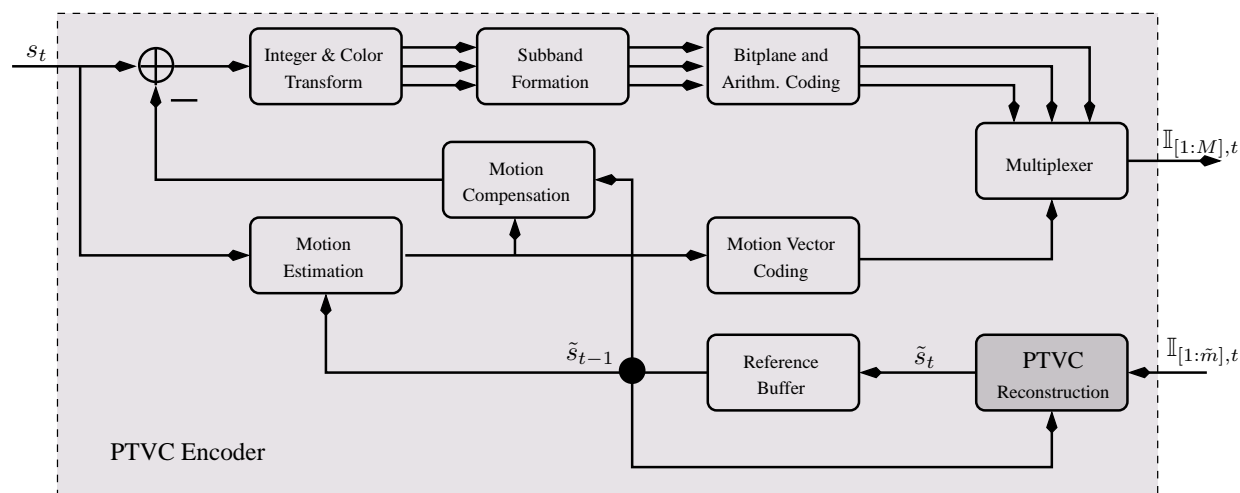 s_t
Integer & Color
Transform
Subband
Formation
Bitplane and
Arithm. Coding
𝕀_{[1:M],t}
Multiplexer
Motion
Compensation
Motion
Estimation
Motion Vector
Coding
s̃_{t−1}
Reference
Buffer
s̃_t
PTVC
Reconstruction
𝕀_{[1:m̃],t}
PTVC Encoder